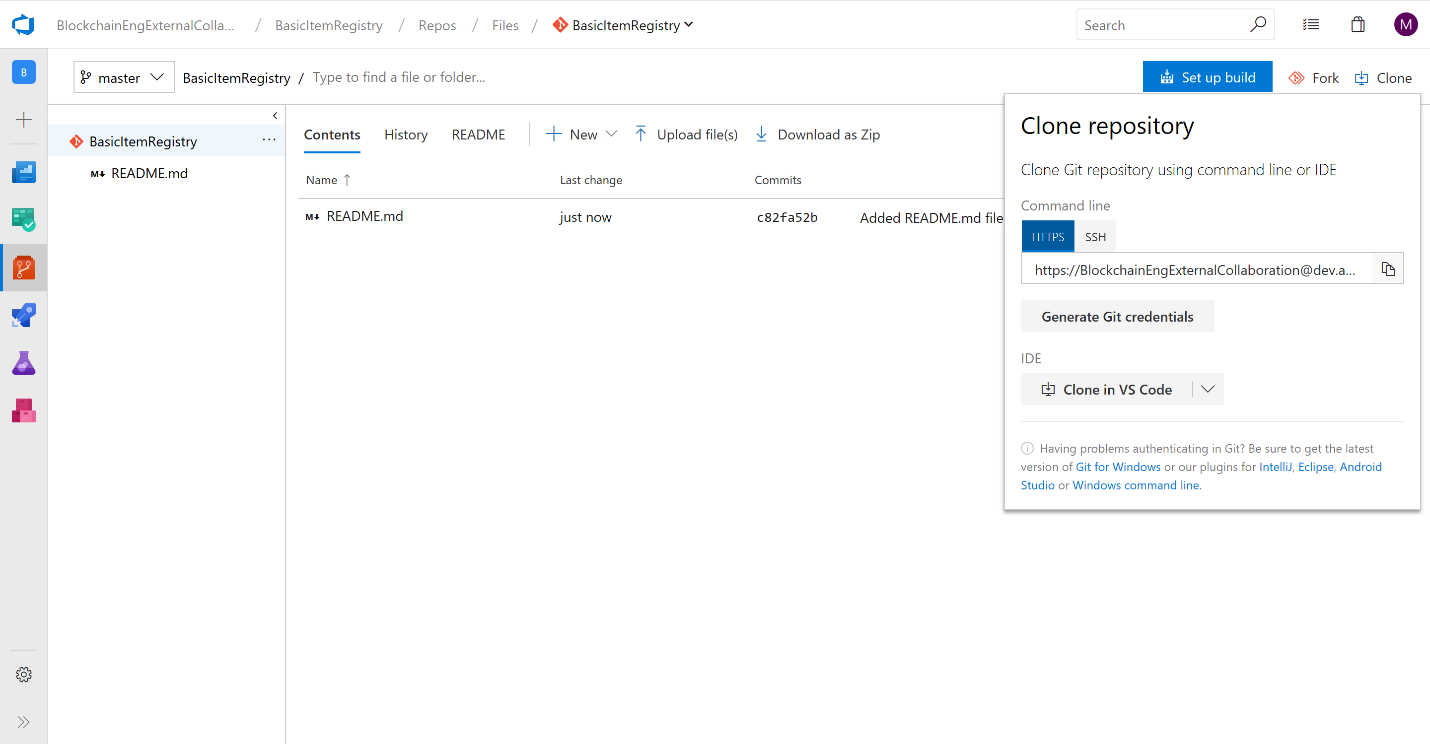 BlockchainEngExternalColla... / BasicItemRegistry / Repos / Files / BasicItemRegistry
Search
M
B
master
BasicItemRegistry / Type to find a file or folder...
Set up build
Fork
Clone
BasicItemRegistry ...
README.md
Contents
History
README
New
Upload file(s)
Download as Zip
Name ↑ Last change Commits
README.md just now c82fa52b Added README.md file
Clone repository
Clone Git repository using command line or IDE
Command line
HTTPS SSH
https://BlockchainEngExternalCollaboration@dev.a...
Generate Git credentials
IDE
Clone in VS Code
Having problems authenticating in Git? Be sure to get the latest
version of Git for Windows or our plugins for IntelliJ, Eclipse, Android
Studio or Windows command line.